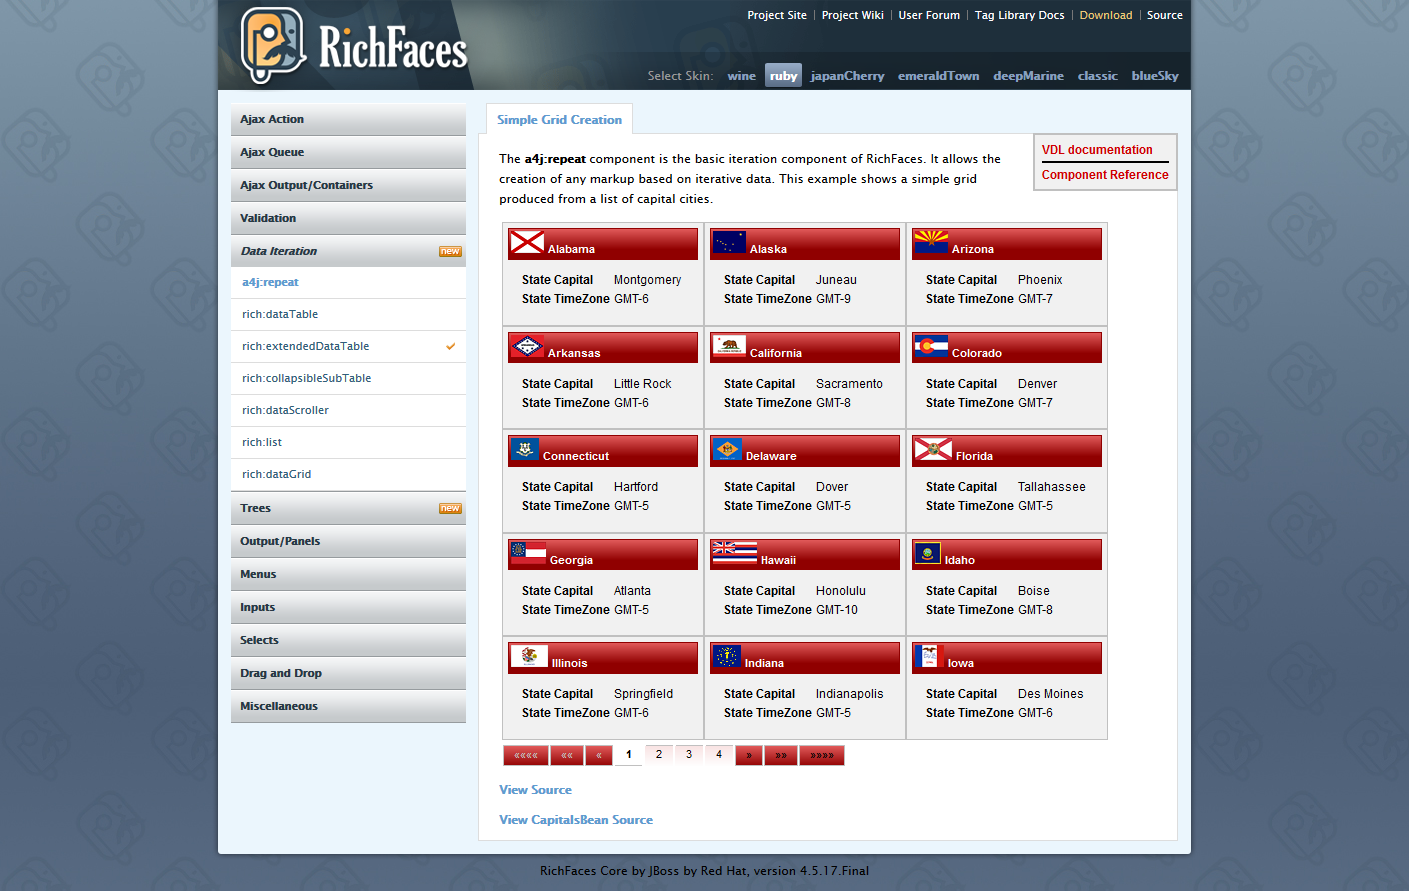 RichFaces
Project Site | Project Wiki | User Forum | Tag Library Docs | Download | Source
Select Skin: wine ruby japanCherry emeraldTown deepMarine classic blueSky
Ajax Action
Ajax Queue
Ajax Output/Containers
Validation
Data Iteration new
a4j:repeat
rich:dataTable
rich:extendedDataTable
rich:collapsibleSubTable
rich:dataScroller
rich:list
rich:dataGrid
Trees new
Output/Panels
Menus
Inputs
Selects
Drag and Drop
Miscellaneous
Simple Grid Creation
VDL documentation
Component Reference
The a4j:repeat component is the basic iteration component of RichFaces. It allows the
creation of any markup based on iterative data. This example shows a simple grid
produced from a list of capital cities.
Alabama Alaska Arizona
State Capital Montgomery State Capital Juneau State Capital Phoenix
State TimeZone GMT-6 State TimeZone GMT-9 State TimeZone GMT-7
Arkansas California Colorado
State Capital Little Rock State Capital Sacramento State Capital Denver
State TimeZone GMT-6 State TimeZone GMT-8 State TimeZone GMT-7
Connecticut Delaware Florida
State Capital Hartford State Capital Dover State Capital Tallahassee
State TimeZone GMT-5 State TimeZone GMT-5 State TimeZone GMT-5
Georgia Hawaii Idaho
State Capital Atlanta State Capital Honolulu State Capital Boise
State TimeZone GMT-5 State TimeZone GMT-10 State TimeZone GMT-8
Illinois Indiana Iowa
State Capital Springfield State Capital Indianapolis State Capital Des Moines
State TimeZone GMT-6 State TimeZone GMT-5 State TimeZone GMT-6
«««« «« « 1 2 3 4 » »» »»»»
View Source
View CapitalsBean Source
RichFaces Core by JBoss by Red Hat, version 4.5.17.Final